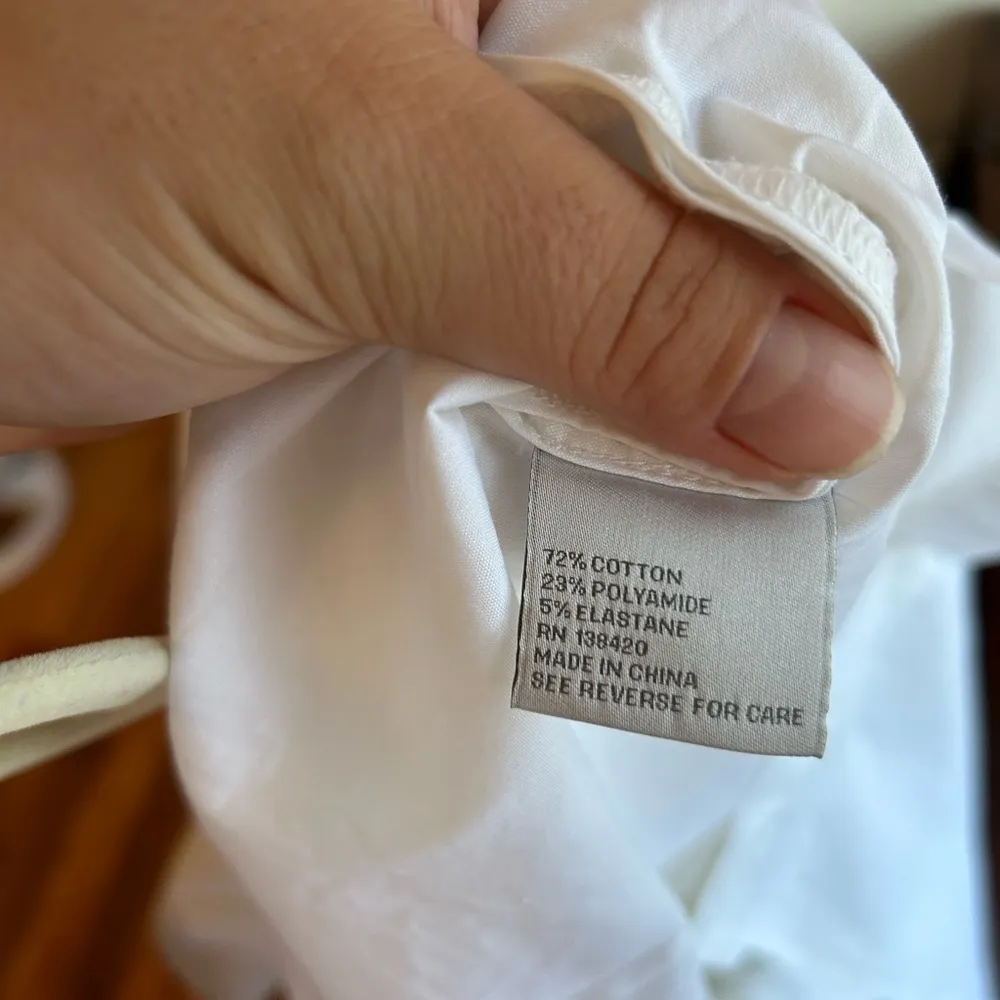 72% COTTON
23% POLYAMIDE
5% ELASTANE
RN 138420
MADE IN CHINA
SEE REVERSE FOR CARE